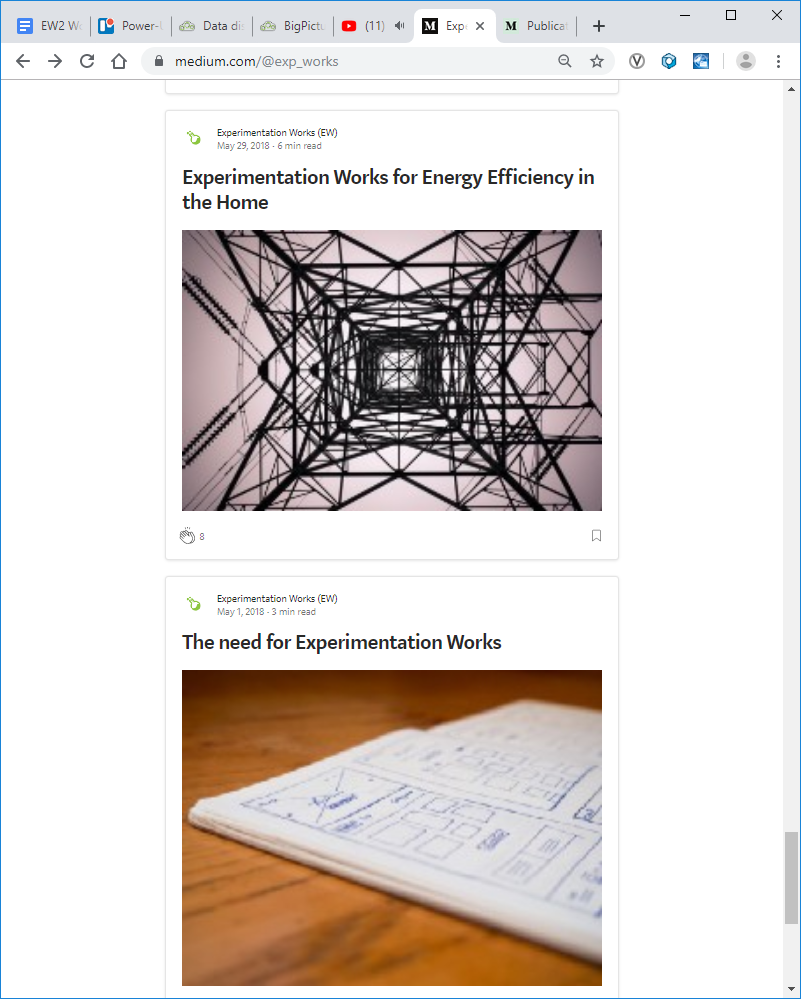 EW2 W
Power-
Data di
BigPict
(11)
Exp
Publica
medium.com/@exp_works
Experimentation Works (EW)
May 29, 2018 · 6 min read
Experimentation Works for Energy Efficiency in
the Home
8
Experimentation Works (EW)
May 1, 2018 · 3 min read
The need for Experimentation Works